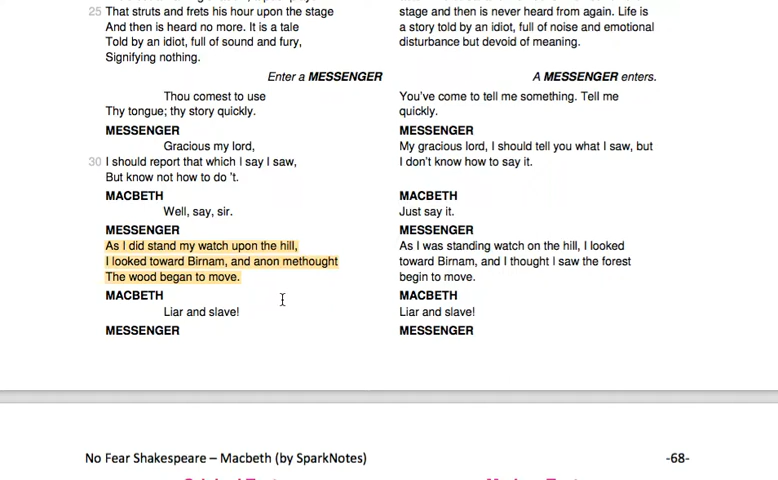 25 That struts and frets his hour upon the stage
And then is heard no more. It is a tale
Told by an idiot, full of sound and fury,
Signifying nothing.
Enter a MESSENGER
Thou comest to use
Thy tongue; thy story quickly.
MESSENGER
Gracious my lord,
30 I should report that which I say I saw,
But know not how to do 't.
MACBETH
Well, say, sir.
MESSENGER
As I did stand my watch upon the hill,
I looked toward Birnam, and anon methought
The wood began to move.
MACBETH
Liar and slave!
MESSENGER
stage and then is never heard from again. Life is
a story told by an idiot, full of noise and emotional
disturbance but devoid of meaning.
A MESSENGER enters.
You've come to tell me something. Tell me
quickly.
MESSENGER
My gracious lord, I should tell you what I saw, but
I don't know how to say it.
MACBETH
Just say it.
MESSENGER
As I was standing watch on the hill, I looked
toward Birnam, and I thought I saw the forest
begin to move.
MACBETH
Liar and slave!
MESSENGER
No Fear Shakespeare – Macbeth (by SparkNotes)
-68-